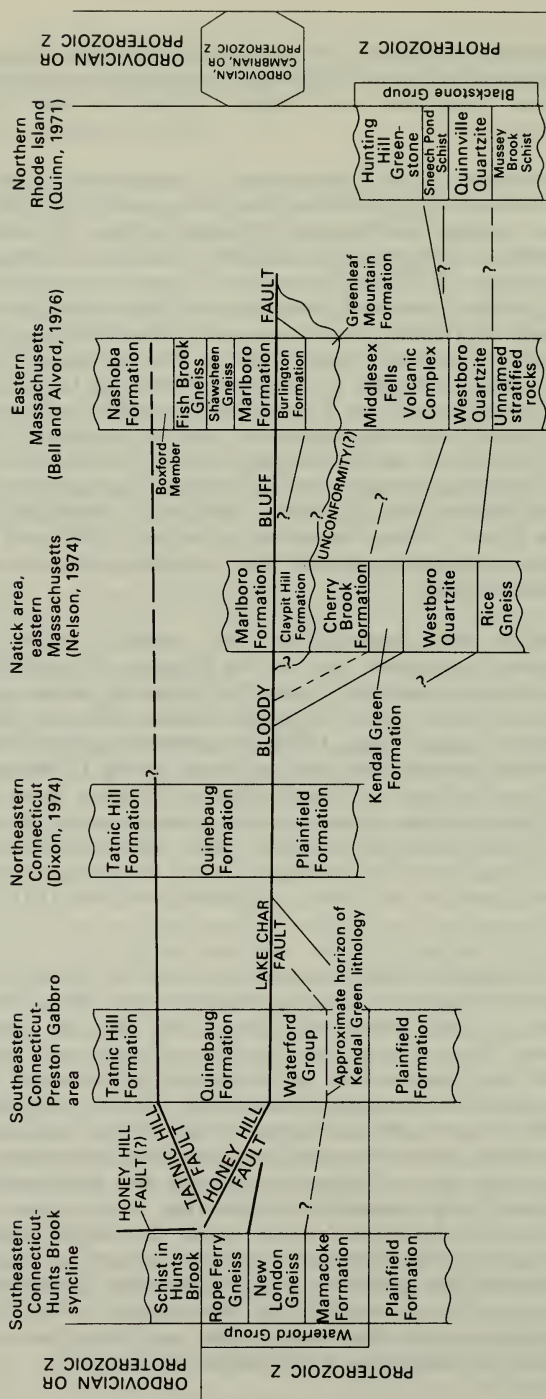 Southeastern
Connecticut-
Hunts Brook
syncline
Southeastern
Connecticut-
Preston Gabbro
area
Northeastern
Connecticut
(Dixon, 1974)
Natick area,
eastern
Massachusetts
(Nelson, 1974)
Eastern
Massachusetts
(Bell and Alvord, 1976)
Northern
Rhode Island
(Quinn, 1971)
ORDOVICIAN OR
PROTEROZOIC Z
PROTEROZOIC Z
Waterford Group
Schist in
Hunts
Brook
Rope Ferry
Gneiss
New
London
Gneiss
Mamacoke
Formation
Plainfield
Formation
HONEY HILL
FAULT(?)
TATNIC HILL
FAULT
HONEY HILL
FAULT
?
Tatnic Hill
Formation
Quinebaug
Formation
Waterford
Group
Plainfield
Formation
LAKE CHAR
FAULT
Approximate horizon of
Kendal Green lithology
Tatnic Hill
Formation
Quinebaug
Formation
Plainfield
Formation
?
BLOODY
?
Kendal Green
Formation
?
Marlboro
Formation
Claypit Hill
Formation
Cherry
Brook
Formation
Westboro
Quartzite
Rice
Gneiss
BLUFF
?
?
UNCONFORMITY(?)
?
Nashoba
Formation
Boxford
Member
Fish Brook
Gneiss
Shawsheen
Gneiss
Marlboro
Formation
Burlington
Formation
Middlesex
Fells
Volcanic
Complex
Westboro
Quartzite
Unnamed
stratified
rocks
FAULT
Greenleaf
Mountain
Formation
?
?
Hunting
Hill
Green-
stone
Sneech Pond
Schist
Quinnville
Quartzite
Mussey
Brook
Schist
Blackstone Group
ORDOVICIAN OR
PROTEROZOIC Z
ORDOVICIAN,
CAMBRIAN, OR
PROTEROZOIC Z
PROTEROZOIC Z